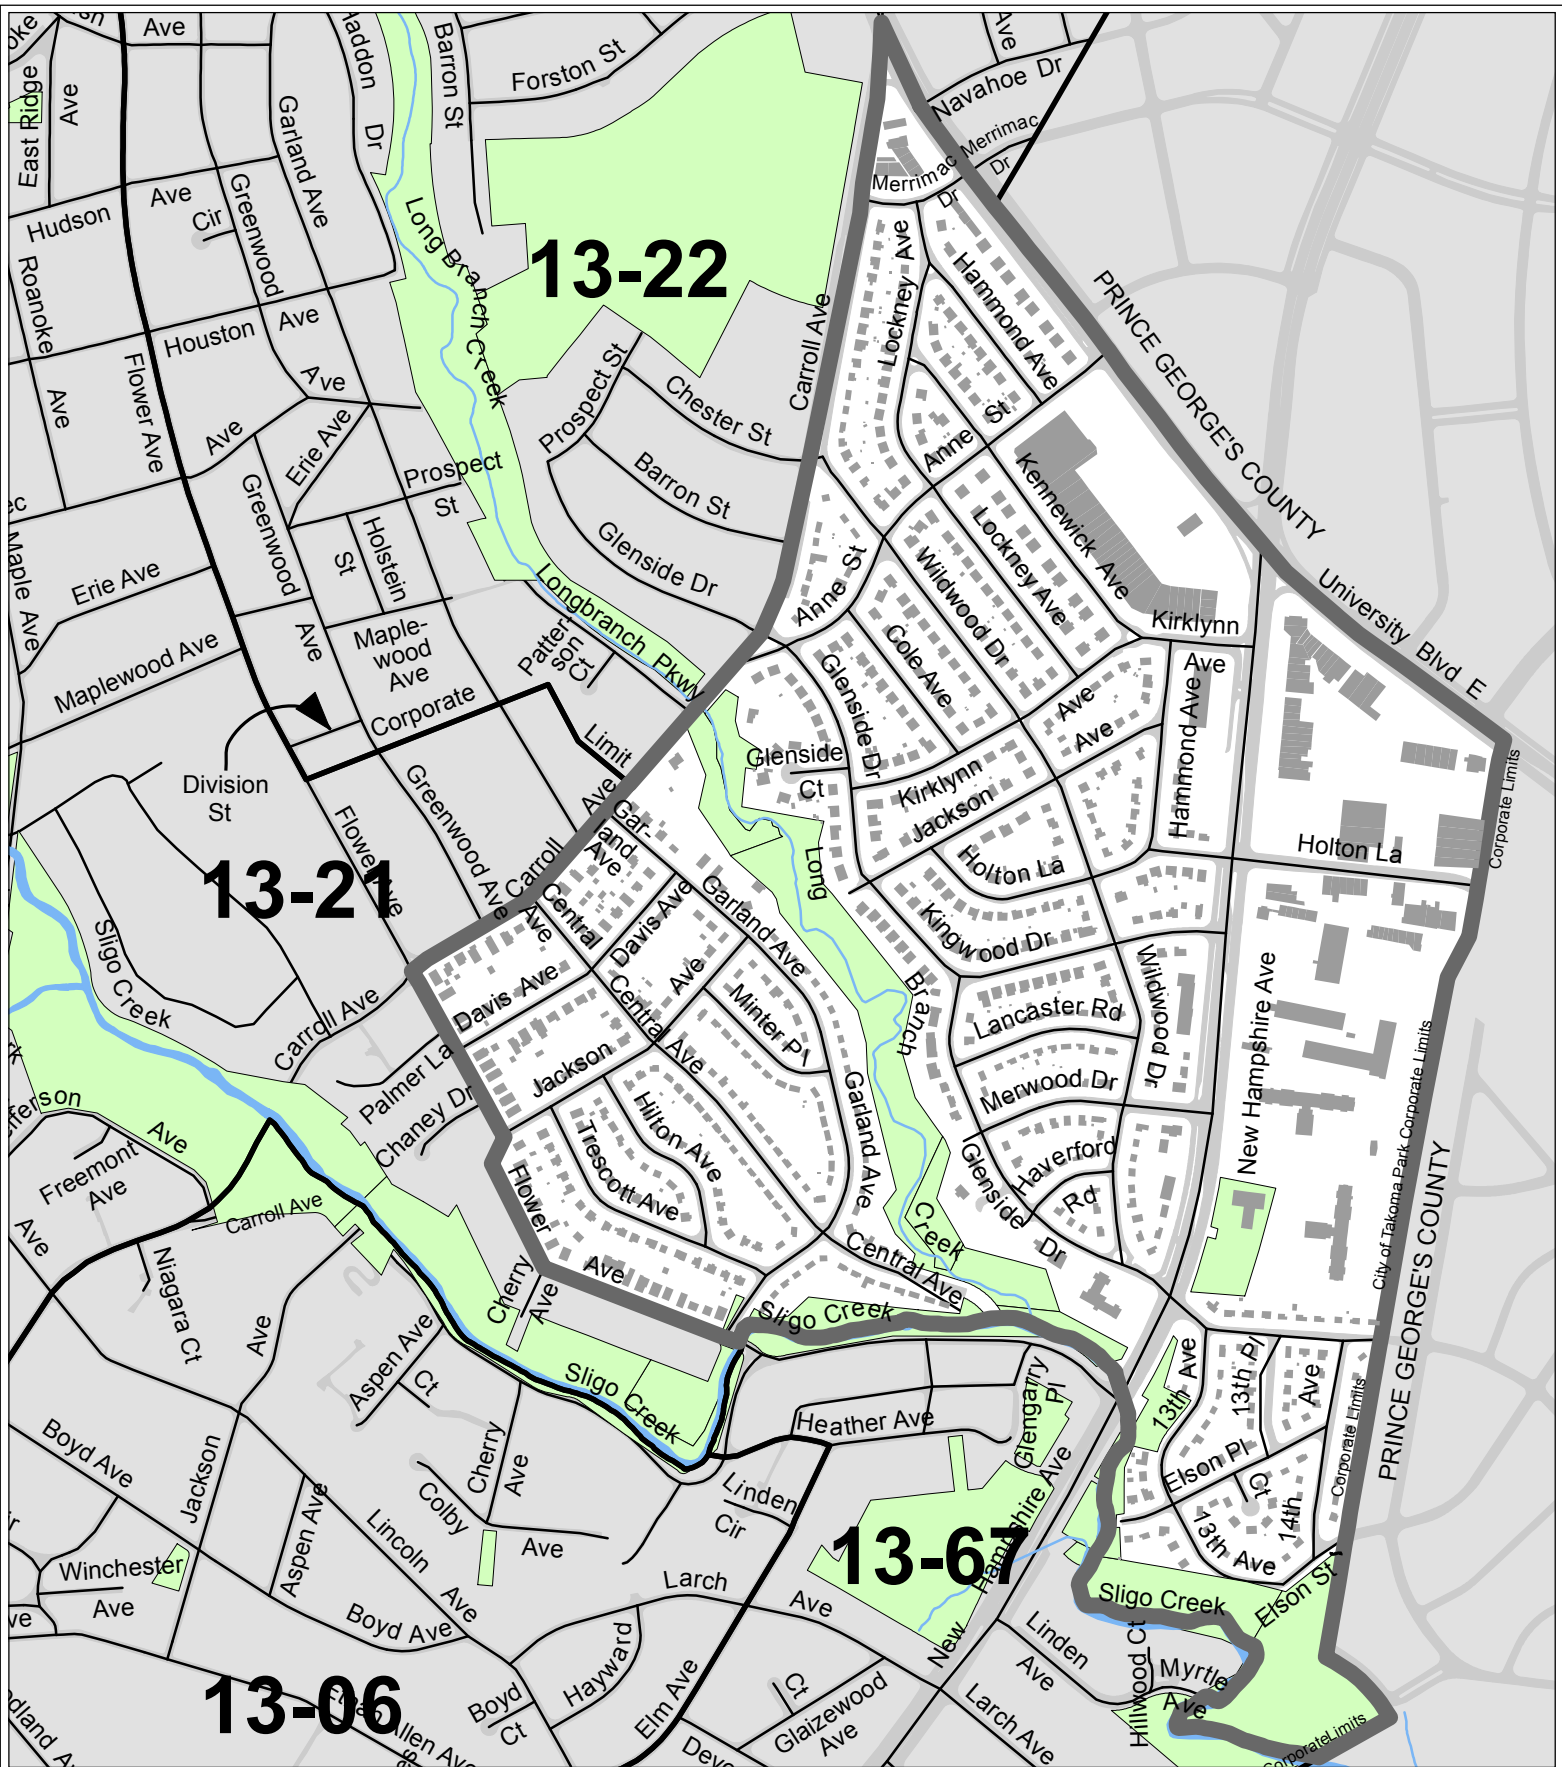 Ave
Haddon
Dr
Barron St
Forston St
Ave
Navahoe Dr
East Ridge
Ave
Garland Ave
Merrimac
Dr
Merrimac
Dr
Hudson
Ave
Cir
Greenwood
Ave
Long Branch Creek
13-22
Lockney Ave
Hammond Ave
PRINCE GEORGE'S COUNTY
Roanoke
Ave
Houston
Flower Ave
Ave
Carroll Ave
Prospect St
Chester St
Ave
Erie Ave
Anne St
Prospect
St
Barron St
Kennewick Ave
Greenwood
Ave
Holstein
St
Glenside Dr
Lockney Ave
Wildwood Dr
Anne St
Maple Ave
Erie Ave
Longbranch Pkwy
University Blvd E
Kirklynn
Ave
Maplewood Ave
Maple-
wood
Ave
Patter-
son
Ct
Cole Ave
Glenside Dr
Ave
Ave
Hammond Ave
Corporate
Limit
Division
St
Glenside
Ct
Kirklynn
Jackson
Corporate Limits
Greenwood Ave
Flower Ave
Carroll
Ave
Gar-
land
Ave
Long
Branch
Creek
Holton La
Holton La
13-21
Central
Ave
Davis Ave
Garland Ave
Kingwood Dr
Sligo Creek
Davis Ave
Central
Ave
Ave
Minter Pl
Lancaster Rd
Wildwood Dr
New Hampshire Ave
Carroll Ave
Palmer La
Chaney Dr
Jackson
Hilton Ave
Trescott Ave
Garland Ave
Merwood Dr
City of Takoma Park Corporate Limits
Ave
Freemont
Ave
Carroll Ave
Flower
Ave
Glenside
Dr
Haverford
Rd
PRINCE GEORGE'S COUNTY
Ave
Niagara Ct
Ave
Cherry
Ave
Central Ave
Sligo Creek
Aspen Ave
Ct
Sligo Creek
Heather Ave
Glengarry
Pl
13th Ave
13th Pl
Ave
Corporate Limits
Boyd Ave
Jackson
Cherry
Ave
Colby
Ave
Linden
Cir
Elson Pl
Ct
14th
13th Ave
Aspen Ave
Lincoln
Ave
13-67
New
Hampshire Ave
Winchester
Ave
Larch
Ave
Sligo Creek
Elson St
Boyd Ave
Linden
Ave
Hillwood Ct
Myrtle
Ave
13-06
Boyd
Ct
Hayward
Elm Ave
Ct
Glaizewood
Ave
Larch Ave
Corporate Limits